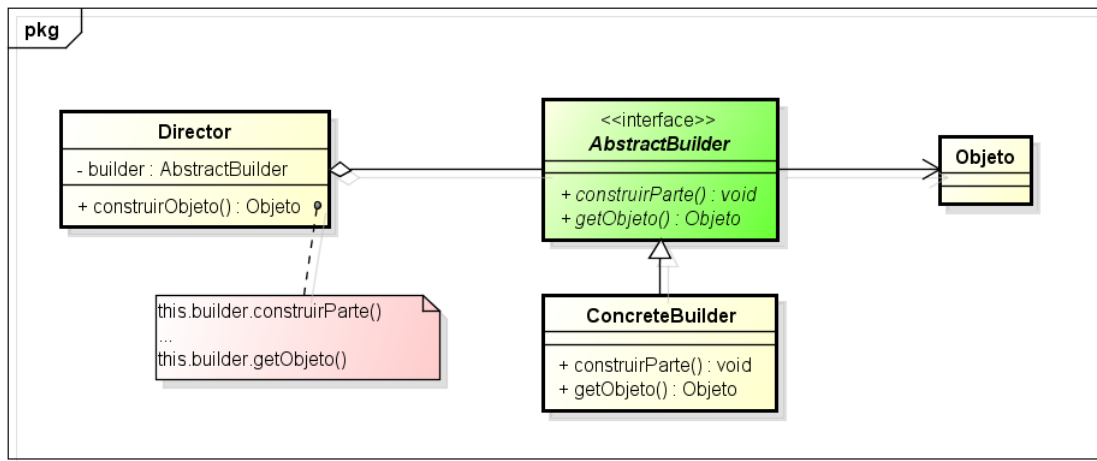 pkg
Director
- builder : AbstractBuilder
+ construirObjeto() : Objeto
this.builder.construirParte()
...
this.builder.getObjeto()
<<interface>>
AbstractBuilder
+ construirParte() : void
+ getObjeto() : Objeto
ConcreteBuilder
+ construirParte() : void
+ getObjeto() : Objeto
Objeto